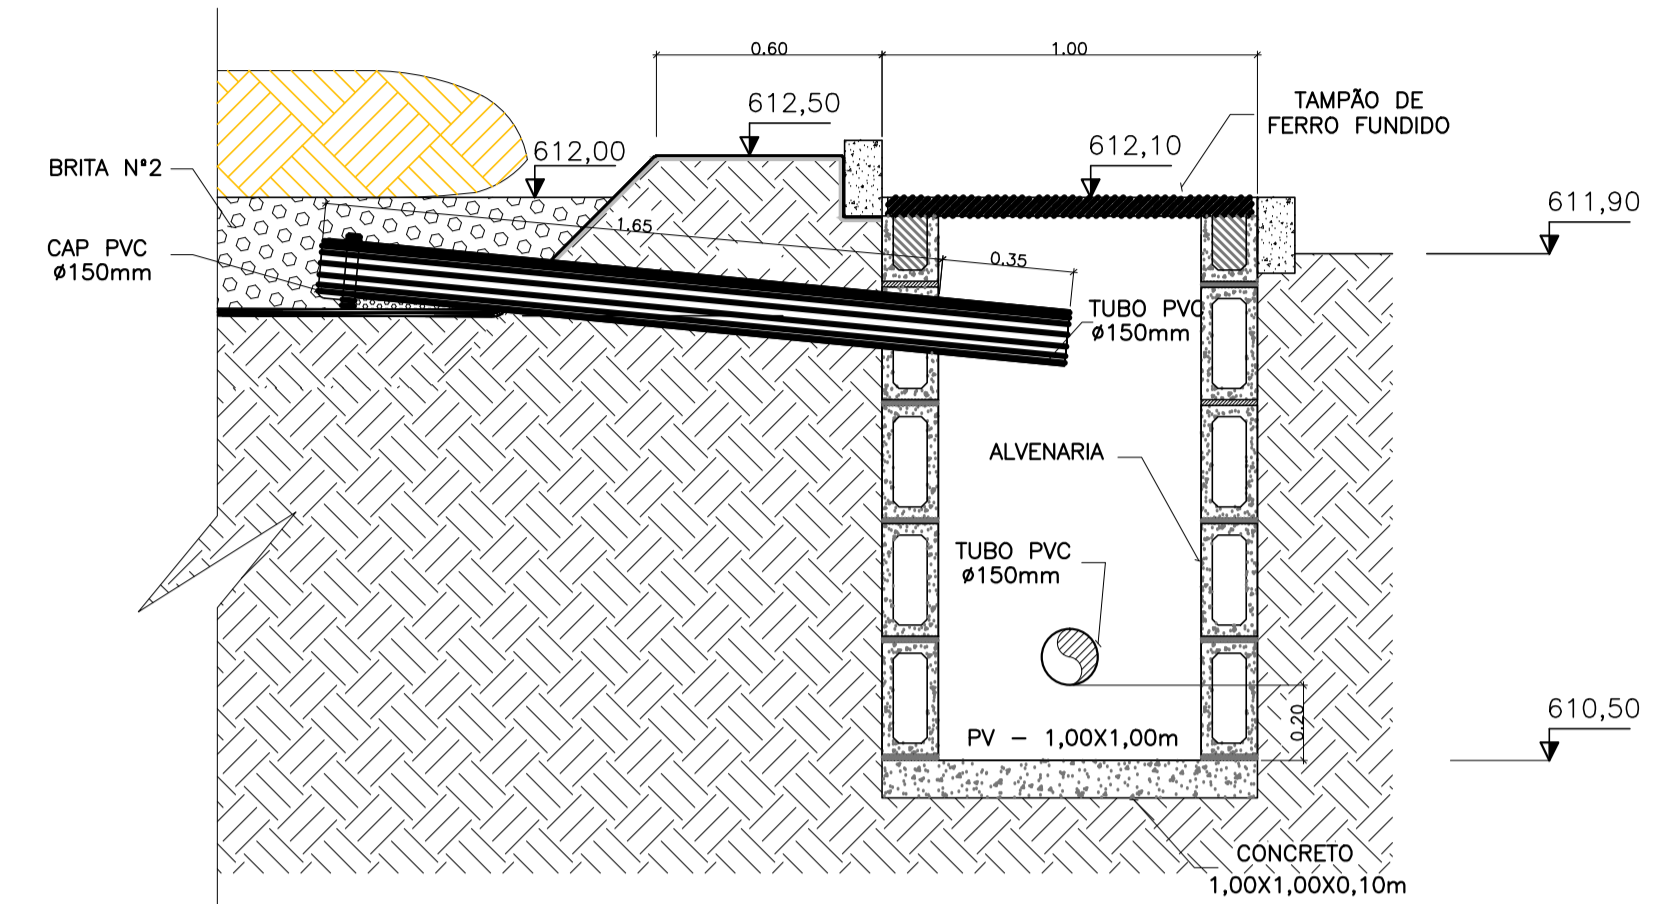 0.60
1.00
TAMPÃO DE
FERRO FUNDIDO
612,50
612,00
612,10
BRITA N°2
611,90
1,65
CAP PVC
ø150mm
0.35
TUBO PVC
ø150mm
ALVENARIA
TUBO PVC
ø150mm
610,50
0.20
PV - 1,00X1,00m
CONCRETO
1,00X1,00X0,10m